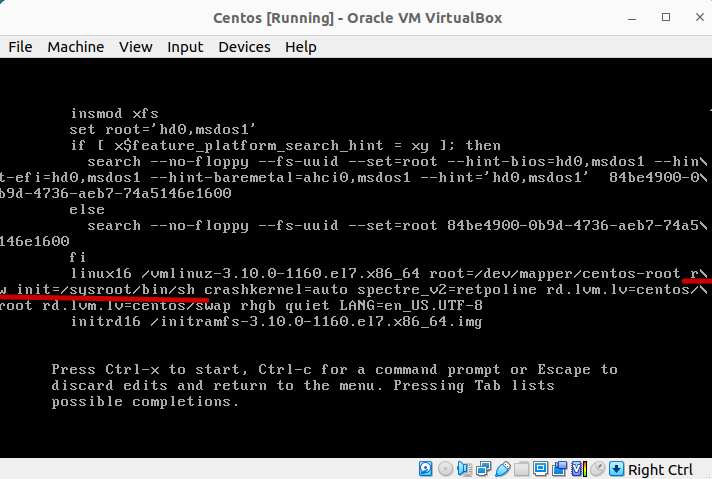 Centos [Running] - Oracle VM VirtualBox
File Machine View Input Devices Help
insmod xfs
set root='hd0,msdos1'
if [ x$feature_platform_search_hint = xy ]; then
search --no-floppy --fs-uuid --set=root --hint-bios=hd0,msdos1 --hin\
t-efi=hd0,msdos1 --hint-baremetal=ahci0,msdos1 --hint='hd0,msdos1'  84be4900-0\
b9d-4736-aeb7-74a5146e1600
else
search --no-floppy --fs-uuid --set=root 84be4900-0b9d-4736-aeb7-74a5\
146e1600
fi
linux16 /vmlinuz-3.10.0-1160.el7.x86_64 root=/dev/mapper/centos-root r\
w init=/sysroot/bin/sh crashkernel=auto spectre_v2=retpoline rd.lvm.lv=centos/\
root rd.lvm.lv=centos/swap rhgb quiet LANG=en_US.UTF-8
initrd16 /initramfs-3.10.0-1160.el7.x86_64.img
Press Ctrl-x to start, Ctrl-c for a command prompt or Escape to
discard edits and return to the menu. Pressing Tab lists
possible completions.
Right Ctrl